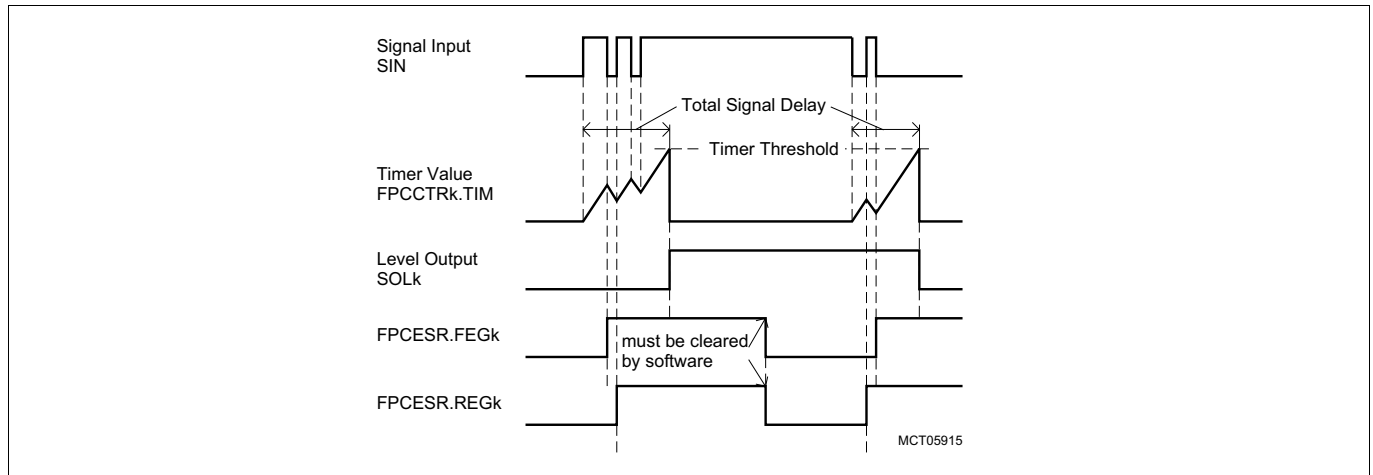 Signal Input
SIN
Total Signal Delay
Timer Threshold
Timer Value
FPCCTRk.TIM
Level Output
SOLk
FPCESR.FEGk
must be cleared
by software
FPCESR.REGk
MCT05915